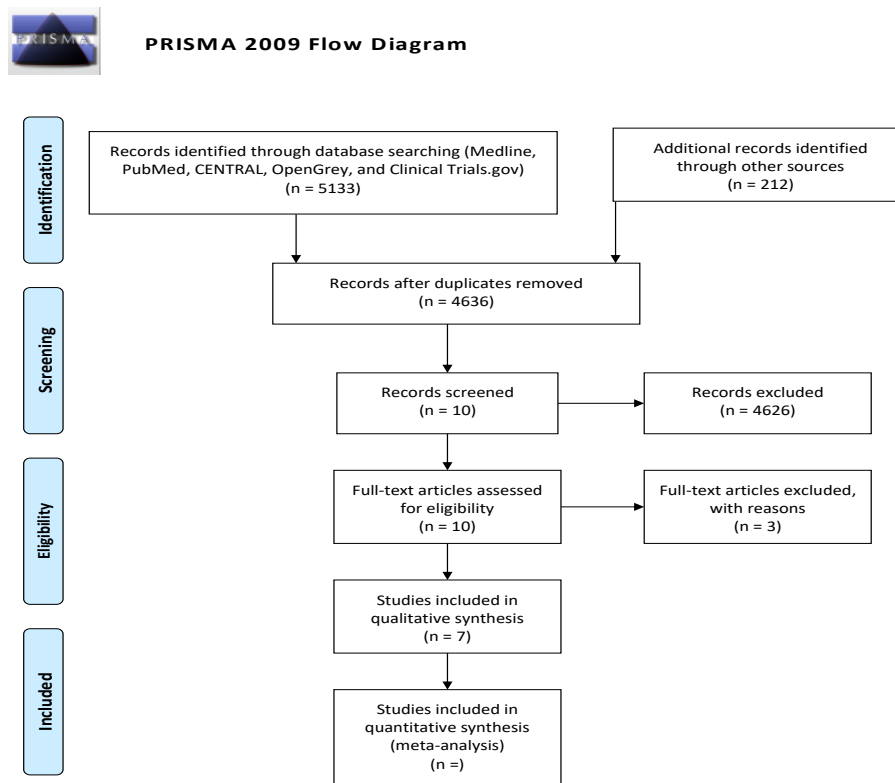 PRISMA
PRISMA 2009 Flow Diagram
Identification
Records identified through database searching (Medline,
PubMed, CENTRAL, OpenGrey, and Clinical Trials.gov)
(n = 5133)
Additional records identified
through other sources
(n = 212)
Records after duplicates removed
(n = 4636)
Screening
Records screened
(n = 10)
Records excluded
(n = 4626)
Eligibility
Full-text articles assessed
for eligibility
(n = 10)
Full-text articles excluded,
with reasons
(n = 3)
Studies included in
qualitative synthesis
(n = 7)
Included
Studies included in
quantitative synthesis
(meta-analysis)
(n =)